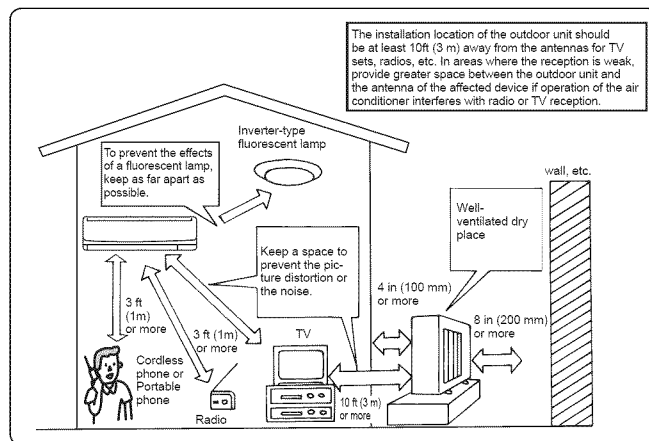 The installation location of the outdoor unit should
be at least 10ft (3 m) away from the antennas for TV
sets, radios, etc. In areas where the reception is weak,
provide greater space between the outdoor unit and
the antenna of the affected device if operation of the air
conditioner interferes with radio or TV reception.
Inverter-type
fluorescent lamp
To prevent the effects
of a fluorescent lamp,
keep as far apart as
possible.
wall, etc.
Well-
ventilated dry
place
Keep a space to
prevent the pic-
ture distortion or
the noise.
4 in (100 mm)
or more
8 in (200 mm)
or more
3 ft
(1m)
or more
3 ft (1m)
or more
TV
Cordless
phone or
Portable
phone
Radio
10 ft (3 m)
or more